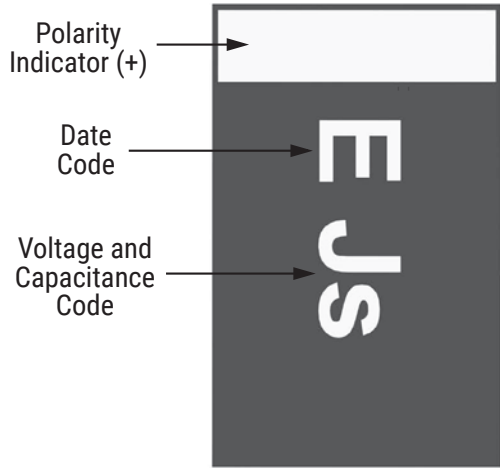 Polarity
Indicator (+)
Date
Code
E
Voltage and
Capacitance
Code
JS